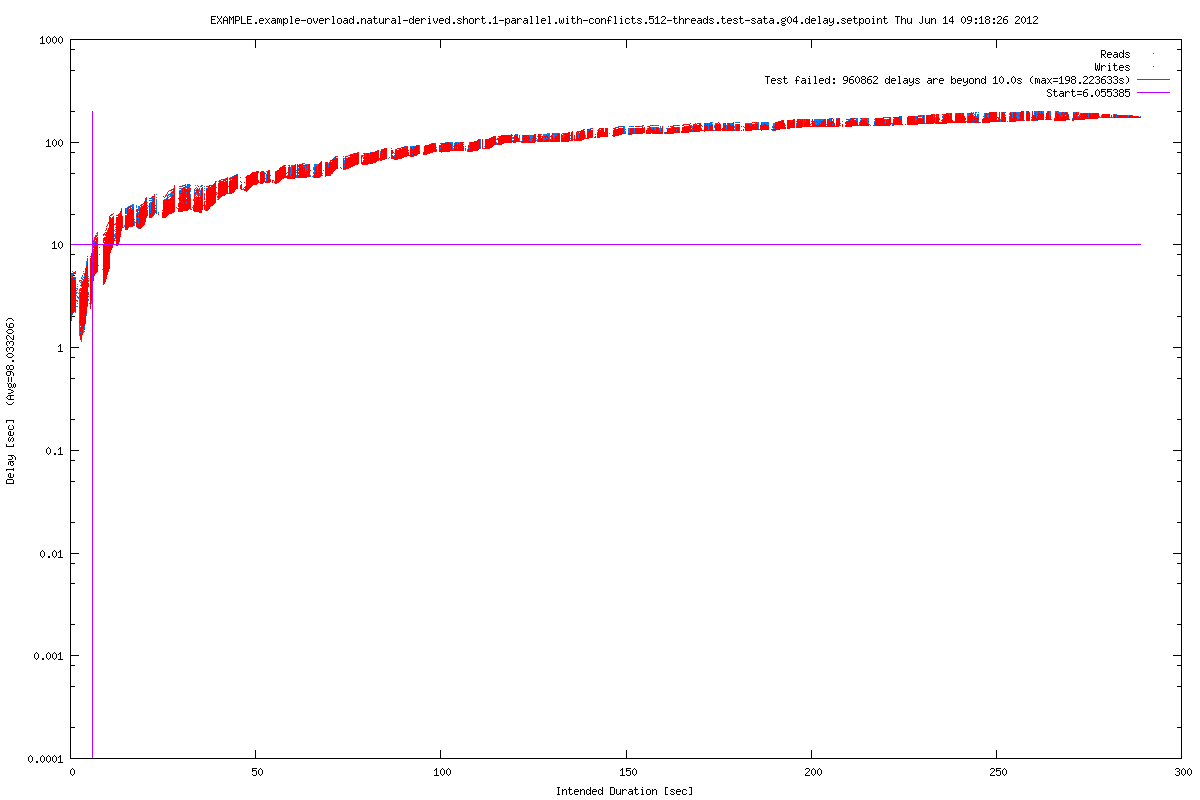 EXAMPLE.example-overload.natural-derived.short.1-parallel.with-conflicts.512-threads.test-sata.g04.delay.setpoint Thu Jun 14 09:18:26 2012
Reads
Writes
Test failed: 960862 delays are beyond 10.0s (max=198.223633s)
Start=6.055385
1000
100
10
1
0.1
0.01
0.001
0.0001
Delay [sec] (Avg=98.033206)
0 50 100 150 200 250 300
Intended Duration [sec]